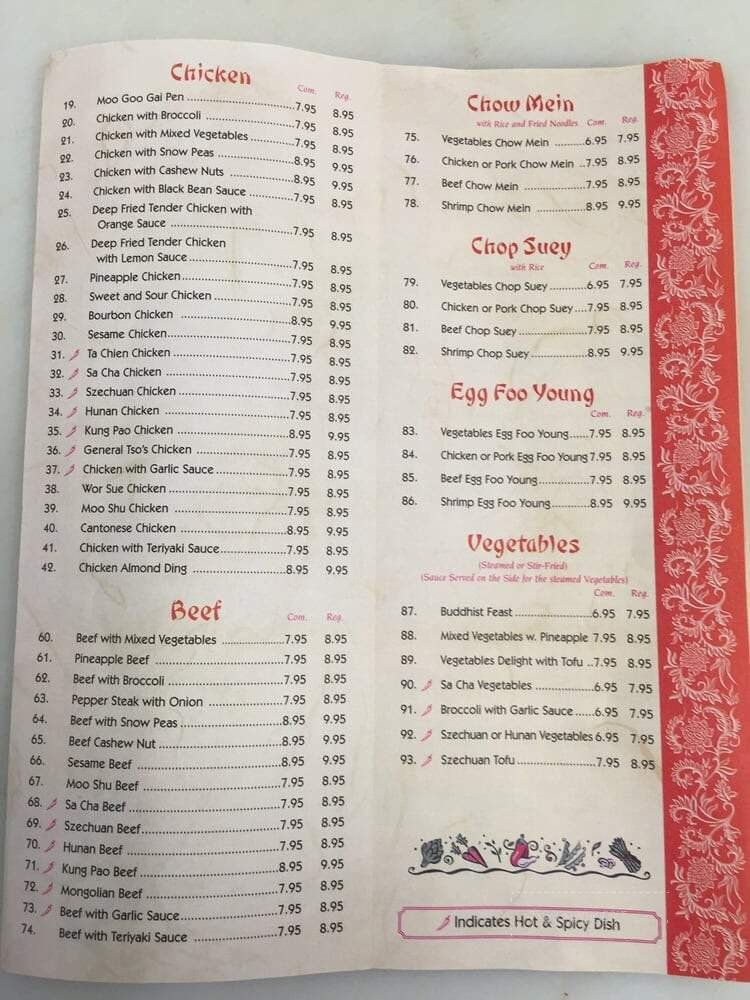 Chicken
Com. Reg.
19. Moo Goo Gai Pen 7.95 8.95
20. Chicken with Broccoli 7.95 8.95
21. Chicken with Mixed Vegetables 7.95 8.95
22. Chicken with Snow Peas 8.95 9.95
23. Chicken with Cashew Nuts 8.95 9.95
24. Chicken with Black Bean Sauce 7.95 8.95
25. Deep Fried Tender Chicken with
Orange Sauce 7.95 8.95
26. Deep Fried Tender Chicken
with Lemon Sauce 7.95 8.95
27. Pineapple Chicken 7.95 8.95
28. Sweet and Sour Chicken 7.95 8.95
29. Bourbon Chicken 8.95 9.95
30. Sesame Chicken 7.95 8.95
31. Ta Chien Chicken 7.95 8.95
32. Sa Cha Chicken 7.95 8.95
33. Szechuan Chicken 7.95 8.95
34. Hunan Chicken 7.95 8.95
35. Kung Pao Chicken 8.95 9.95
36. General Tso's Chicken 7.95 8.95
37. Chicken with Garlic Sauce 7.95 8.95
38. Wor Sue Chicken 7.95 8.95
39. Moo Shu Chicken 7.95 8.95
40. Cantonese Chicken 8.95 9.95
41. Chicken with Teriyaki Sauce 7.95 8.95
42. Chicken Almond Ding 8.95 9.95
Beef
Com. Reg.
60. Beef with Mixed Vegetables 7.95 8.95
61. Pineapple Beef 7.95 8.95
62. Beef with Broccoli 7.95 8.95
63. Pepper Steak with Onion 7.95 8.95
64. Beef with Snow Peas 8.95 9.95
65. Beef Cashew Nut 8.95 9.95
66. Sesame Beef 8.95 9.95
67. Moo Shu Beef 7.95 8.95
68. Sa Cha Beef 7.95 8.95
69. Szechuan Beef 7.95 8.95
70. Hunan Beef 7.95 8.95
71. Kung Pao Beef 8.95 9.95
72. Mongolian Beef 7.95 8.95
73. Beef with Garlic Sauce 7.95 8.95
74. Beef with Teriyaki Sauce 7.95 8.95
Chow Mein
with Rice and Fried Noodles Com. Reg.
75. Vegetables Chow Mein 6.95 7.95
76. Chicken or Pork Chow Mein 7.95 8.95
77. Beef Chow Mein 7.95 8.95
78. Shrimp Chow Mein 8.95 9.95
Chop Suey
with Rice Com. Reg.
79. Vegetables Chop Suey 6.95 7.95
80. Chicken or Pork Chop Suey 7.95 8.95
81. Beef Chop Suey 7.95 8.95
82. Shrimp Chop Suey 8.95 9.95
Egg Foo Young
Com. Reg.
83. Vegetables Egg Foo Young 7.95 8.95
84. Chicken or Pork Egg Foo Young 7.95 8.95
85. Beef Egg Foo Young 7.95 8.95
86. Shrimp Egg Foo Young 8.95 9.95
Vegetables
(Steamed or Stir-Fried)
(Sauce Served on the Side for the steamed Vegetables)
Com. Reg.
87. Buddhist Feast 6.95 7.95
88. Mixed Vegetables w. Pineapple 7.95 8.95
89. Vegetables Delight with Tofu 7.95 8.95
90. Sa Cha Vegetables 6.95 7.95
91. Broccoli with Garlic Sauce 6.95 7.95
92. Szechuan or Hunan Vegetables 6.95 7.95
93. Szechuan Tofu 7.95 8.95
Indicates Hot & Spicy Dish